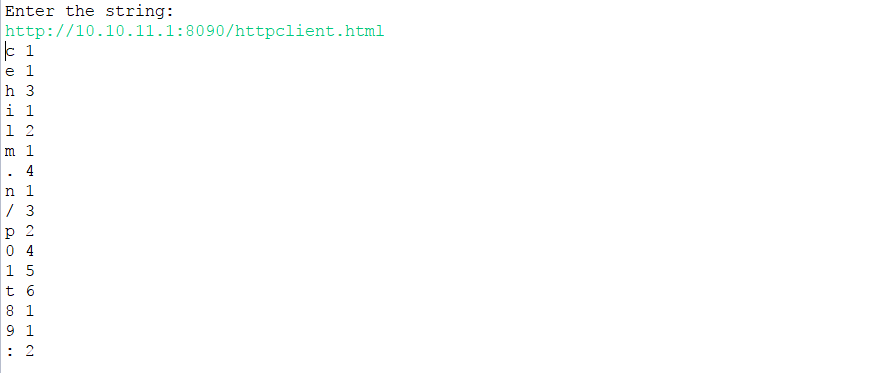 Enter the string:
http://10.10.11.1:8090/httpclient.html
c 1
e 1
h 3
i 1
l 2
m 1
. 4
n 1
/ 3
p 2
0 4
1 5
t 6
8 1
9 1
: 2